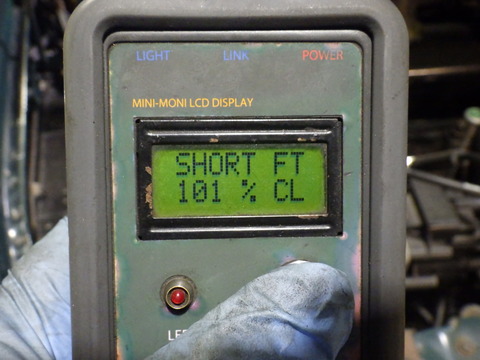 LIGHT LINK POWER
MINI-MONI LCD DISPLAY
SHORT FT
101 % CL